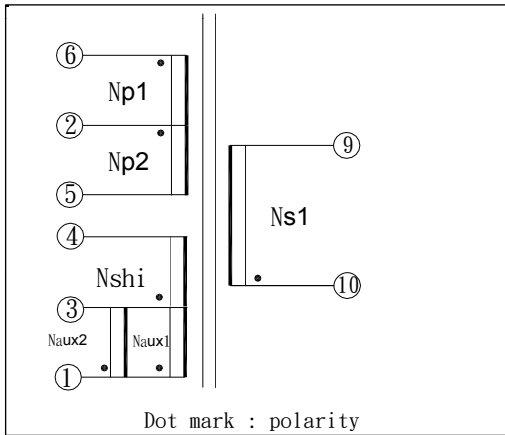 ⑥
Np1
②
Np2
⑤
④
Nshi
③
Naux2
Naux1
①
⑨
Ns1
⑩
Dot mark : polarity